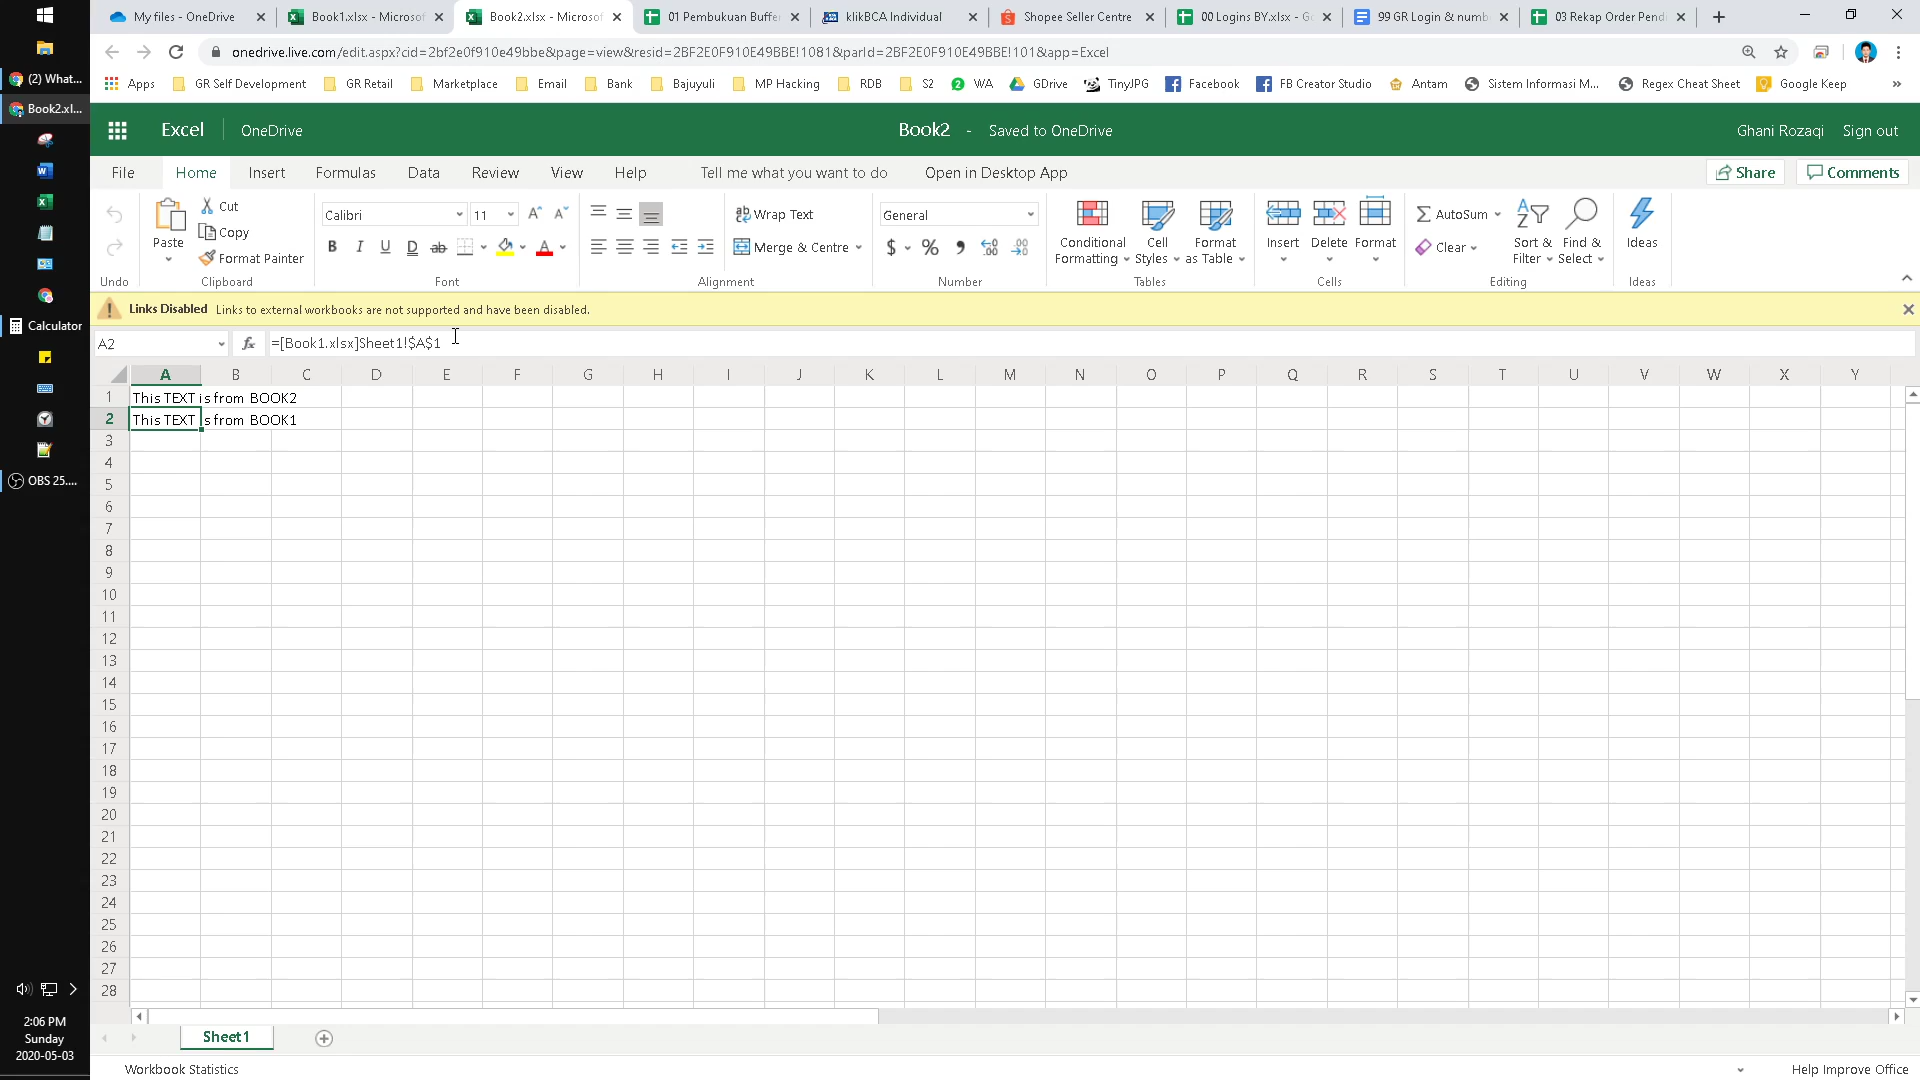 My files - OneDrive
Book1.xlsx - Microsof
Book2.xlsx - Microsof
01 Pembukuan Buffe
klikBCA Individual
Shopee Seller Centre
00 Logins BY.xlsx - G
99 GR Login & numb
03 Rekap Order Pend
(2) What...
Book2.xl...
Calculator
OBS 25....
2:06 PM
Sunday
2020-05-03
onedrive.live.com/edit.aspx?cid=2bf2e0f910e49bbe&page=view&resid=2BF2E0F910E49BBE!1081&parId=2BF2E0F910E49BBE!101&app=Excel
Apps GR Self Development GR Retail Marketplace Email Bank Bajuyuli MP Hacking RDB S2 WA GDrive TinyJPG Facebook FB Creator Studio Antam Sistem Informasi M... Regex Cheat Sheet Google Keep »
Excel OneDrive Book2 - Saved to OneDrive Ghani Rozaqi Sign out
File Home Insert Formulas Data Review View Help Tell me what you want to do Open in Desktop App Share Comments
Paste
Cut
Copy
Format Painter
Calibri 11
B I U D ab
Wrap Text
Merge & Centre
General
$ % ,
Conditional Formatting
Cell Styles
Format as Table
Insert Delete Format
AutoSum
Clear
Sort & Filter
Find & Select
Ideas
Undo Clipboard Font Alignment Number Tables Cells Editing Ideas
Links Disabled Links to external workbooks are not supported and have been disabled.
A2 fx =[Book1.xlsx]Sheet1!$A$1
A B C D E F G H I J K L M N O P Q R S T U V W X Y
1 This TEXT is from BOOK2
2 This TEXT is from BOOK1
3
4
5
6
7
8
9
10
11
12
13
14
15
16
17
18
19
20
21
22
23
24
25
26
27
28
Sheet1
Workbook Statistics Help Improve Office